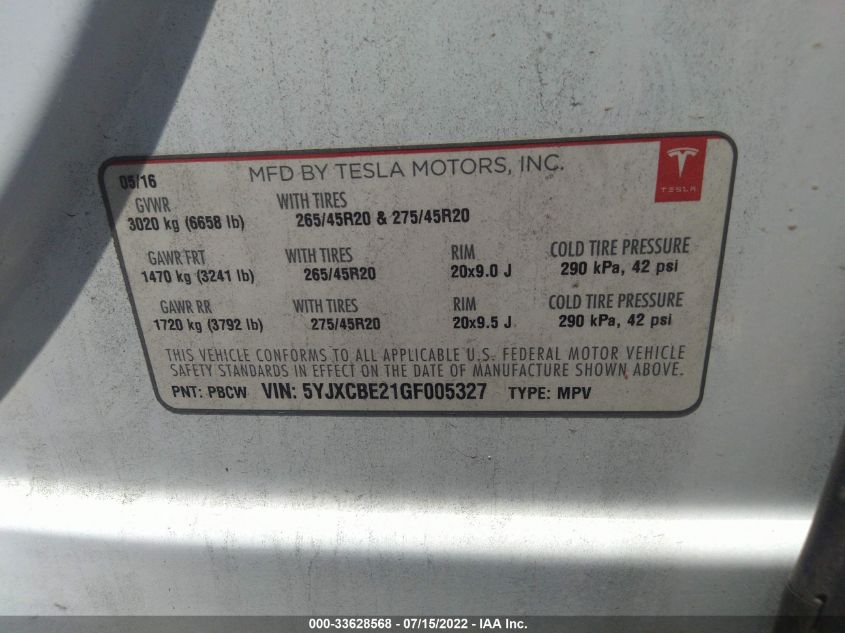 05/16 MFD BY TESLA MOTORS, INC.
TESLA
GVWR WITH TIRES
3020 kg (6658 lb) 265/45R20 & 275/45R20
GAWR FRT WITH TIRES RIM COLD TIRE PRESSURE
1470 kg (3241 lb) 265/45R20 20x9.0 J 290 kPa, 42 psi
GAWR RR WITH TIRES RIM COLD TIRE PRESSURE
1720 kg (3792 lb) 275/45R20 20x9.5 J 290 kPa, 42 psi
THIS VEHICLE CONFORMS TO ALL APPLICABLE U.S. FEDERAL MOTOR VEHICLE
SAFETY STANDARDS IN EFFECT ON THE DATE OF MANUFACTURE SHOWN ABOVE.
PNT: PBCW VIN: 5YJXCBE21GF005327 TYPE: MPV
000-33628568 - 07/15/2022 - IAA Inc.